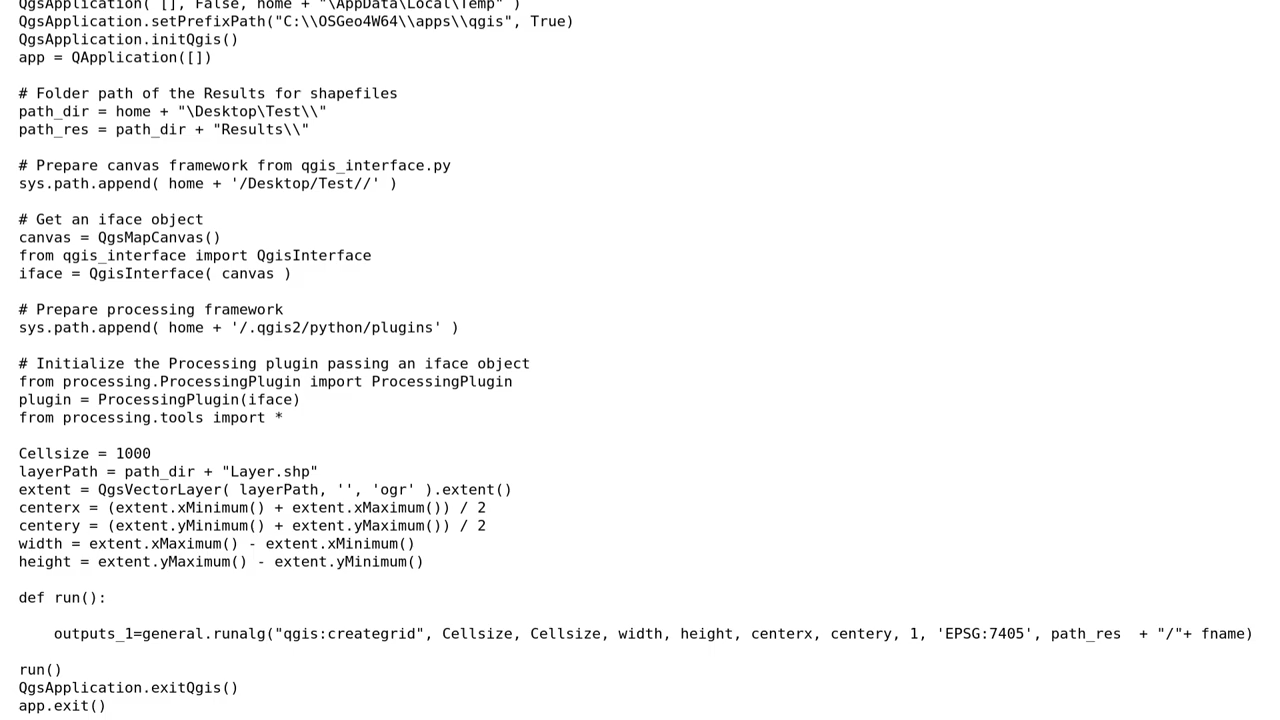 QgsApplication( [], False, home + "\AppData\Local\Temp" )
QgsApplication.setPrefixPath("C:\\OSGeo4W64\\apps\\qgis", True)
QgsApplication.initQgis()
app = QApplication([])
# Folder path of the Results for shapefiles
path_dir = home + "\Desktop\Test\\"
path_res = path_dir + "Results\\"
# Prepare canvas framework from qgis_interface.py
sys.path.append( home + '/Desktop/Test//' )
# Get an iface object
canvas = QgsMapCanvas()
from qgis_interface import QgisInterface
iface = QgisInterface( canvas )
# Prepare processing framework
sys.path.append( home + '/.qgis2/python/plugins' )
# Initialize the Processing plugin passing an iface object
from processing.ProcessingPlugin import ProcessingPlugin
plugin = ProcessingPlugin(iface)
from processing.tools import *
Cellsize = 1000
layerPath = path_dir + "Layer.shp"
extent = QgsVectorLayer( layerPath, '', 'ogr' ).extent()
centerx = (extent.xMinimum() + extent.xMaximum()) / 2
centery = (extent.yMinimum() + extent.yMaximum()) / 2
width = extent.xMaximum() - extent.xMinimum()
height = extent.yMaximum() - extent.yMinimum()
def run():
    outputs_1=general.runalg("qgis:creategrid", Cellsize, Cellsize, width, height, centerx, centery, 1, 'EPSG:7405', path_res  + "/"+ fname)
run()
QgsApplication.exitQgis()
app.exit()